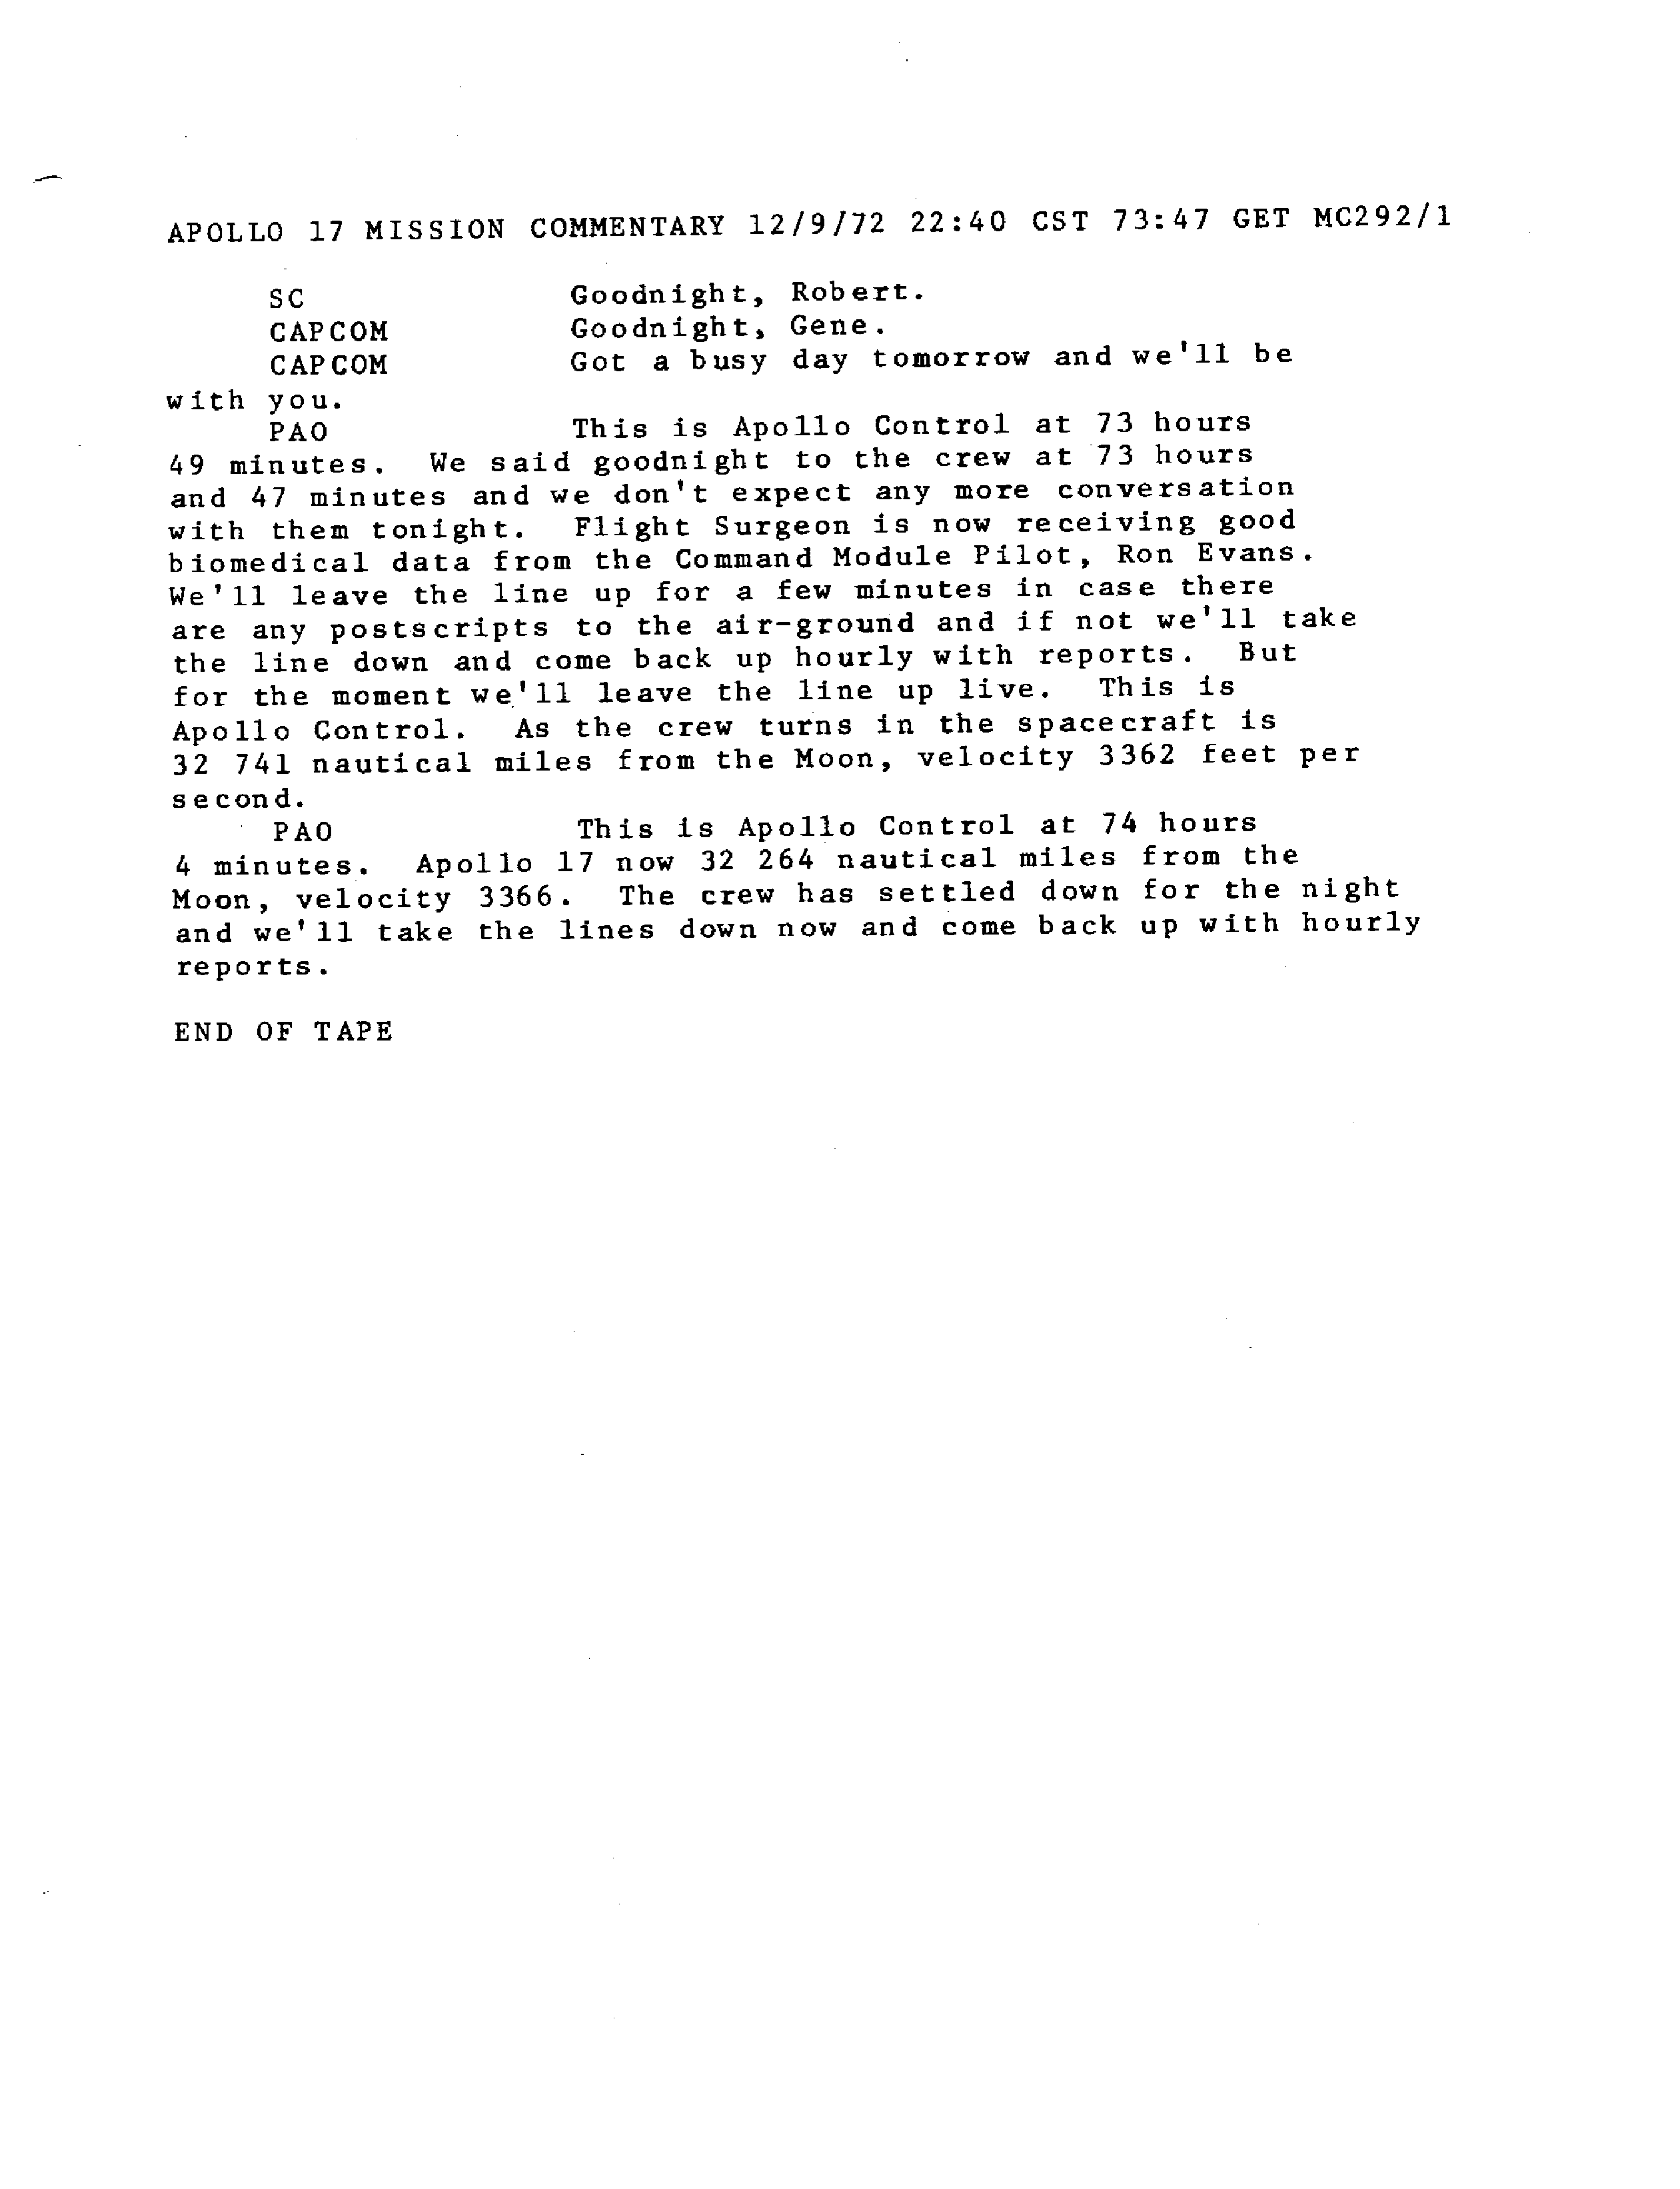 APOLLO 17 MISSION COMMENTARY 12/9/72 22:40 CST 73:47 GET MC292/1
SC Goodnight, Robert.
CAPCOM Goodnight, Gene.
CAPCOM Got a busy day tomorrow and we'll be
with you.
PAO This is Apollo Control at 73 hours
49 minutes. We said goodnight to the crew at 73 hours
and 47 minutes and we don't expect any more conversation
with them tonight. Flight Surgeon is now receiving good
biomedical data from the Command Module Pilot, Ron Evans.
We'll leave the line up for a few minutes in case there
are any postscripts to the air-ground and if not we'll take
the line down and come back up hourly with reports. But
for the moment we'll leave the line up live. This is
Apollo Control. As the crew turns in the spacecraft is
32 741 nautical miles from the Moon, velocity 3362 feet per
second.
PAO This is Apollo Control at 74 hours
4 minutes. Apollo 17 now 32 264 nautical miles from the
Moon, velocity 3366. The crew has settled down for the night
and we'll take the lines down now and come back up with hourly
reports.
END OF TAPE